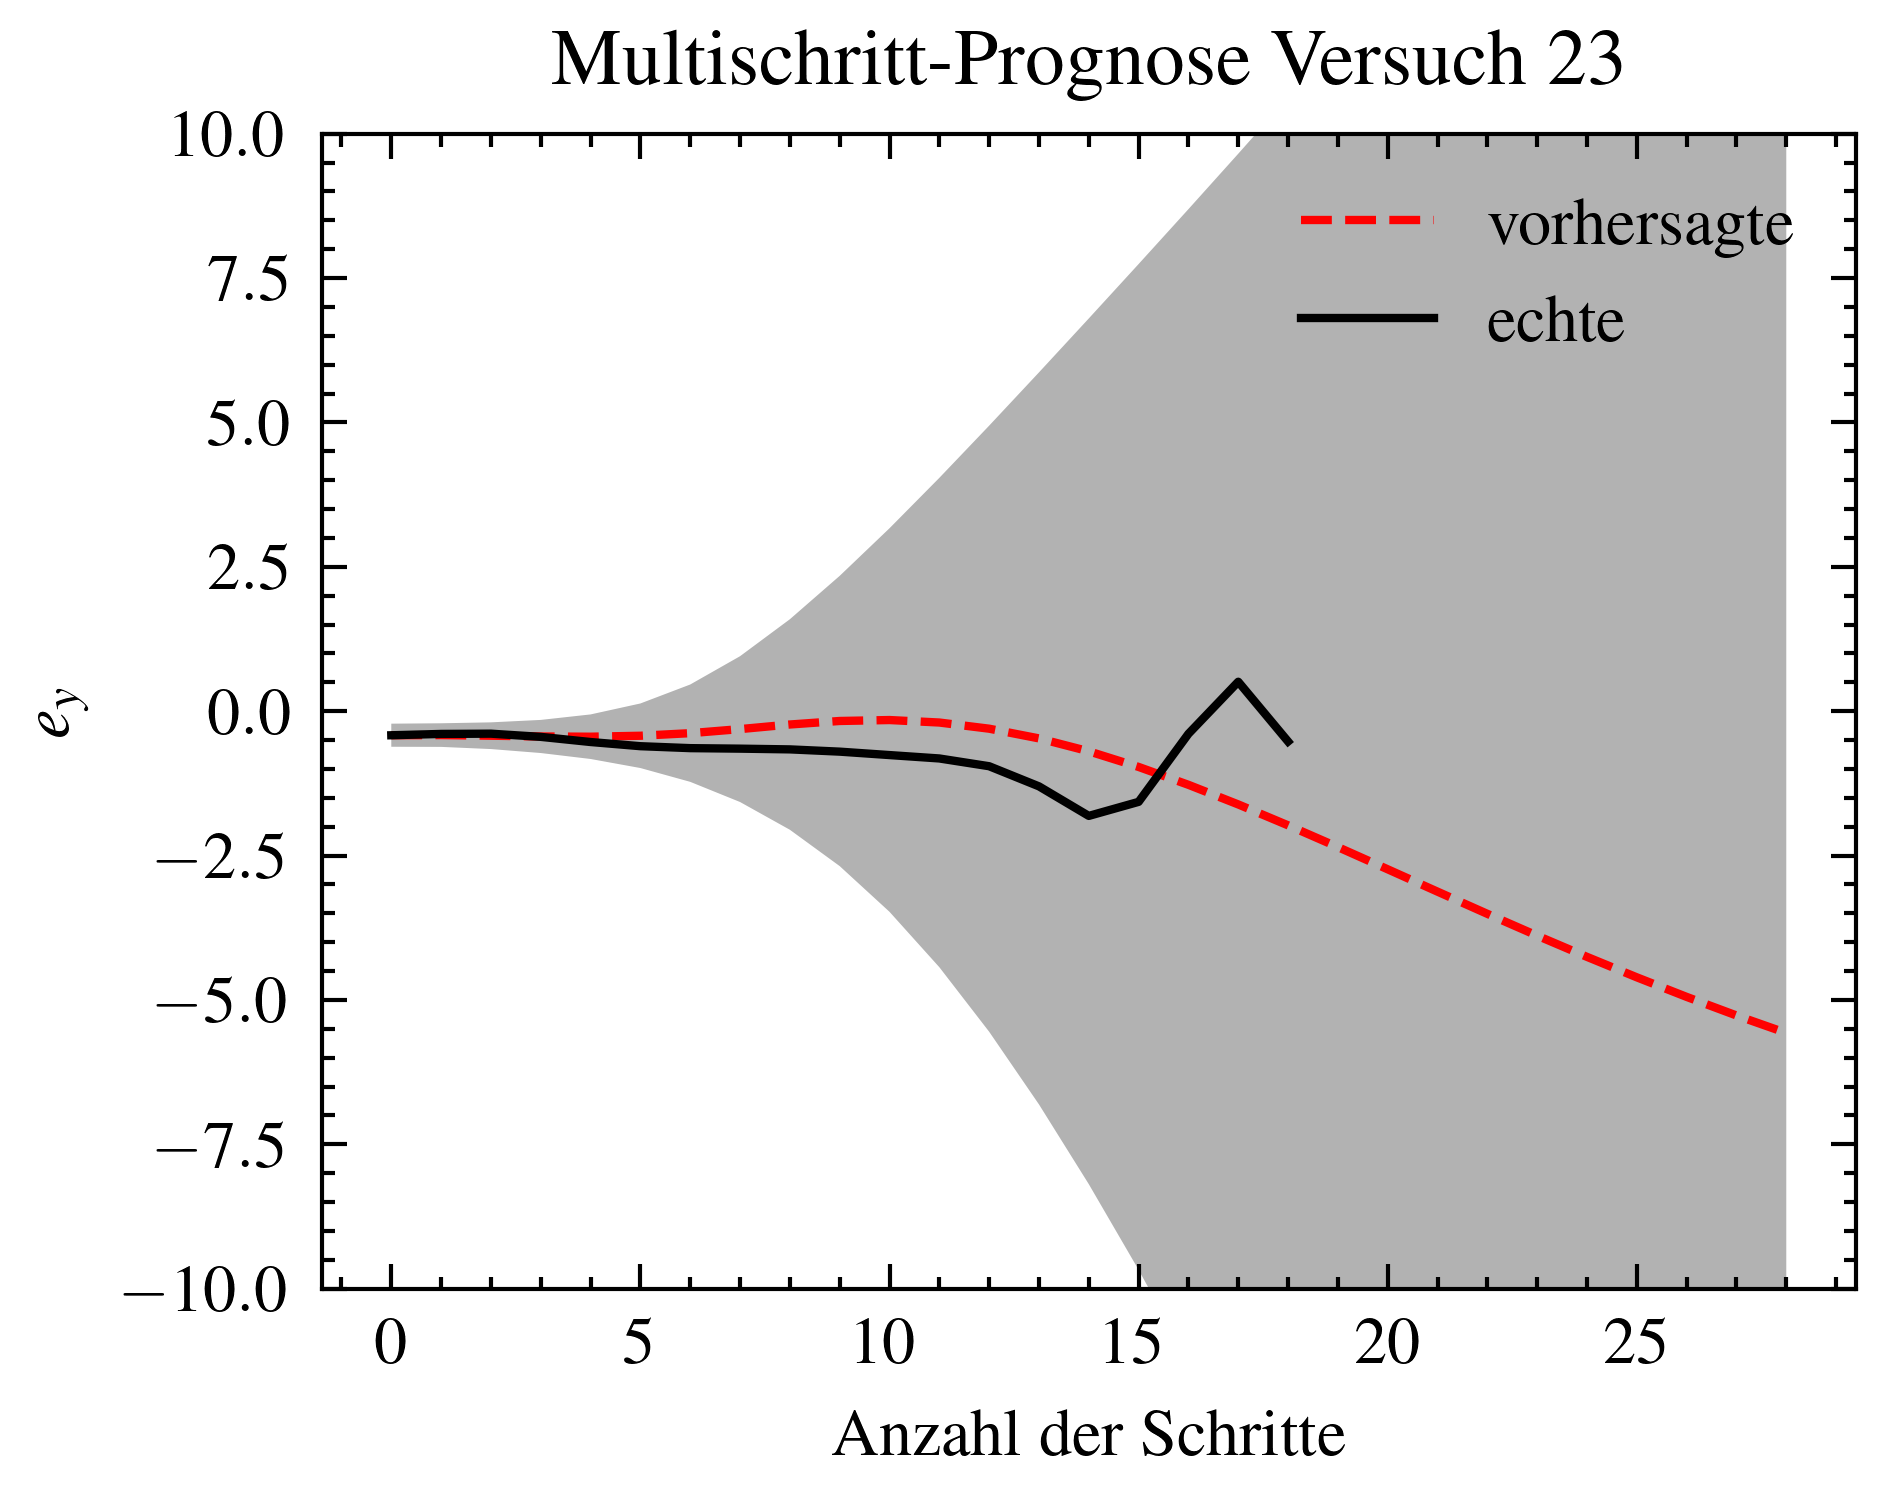 Multischritt-Prognose Versuch 23
10.0
7.5
5.0
2.5
0.0
−2.5
−5.0
−7.5
−10.0
e_y
vorhersagte
echte
0 5 10 15 20 25
Anzahl der Schritte